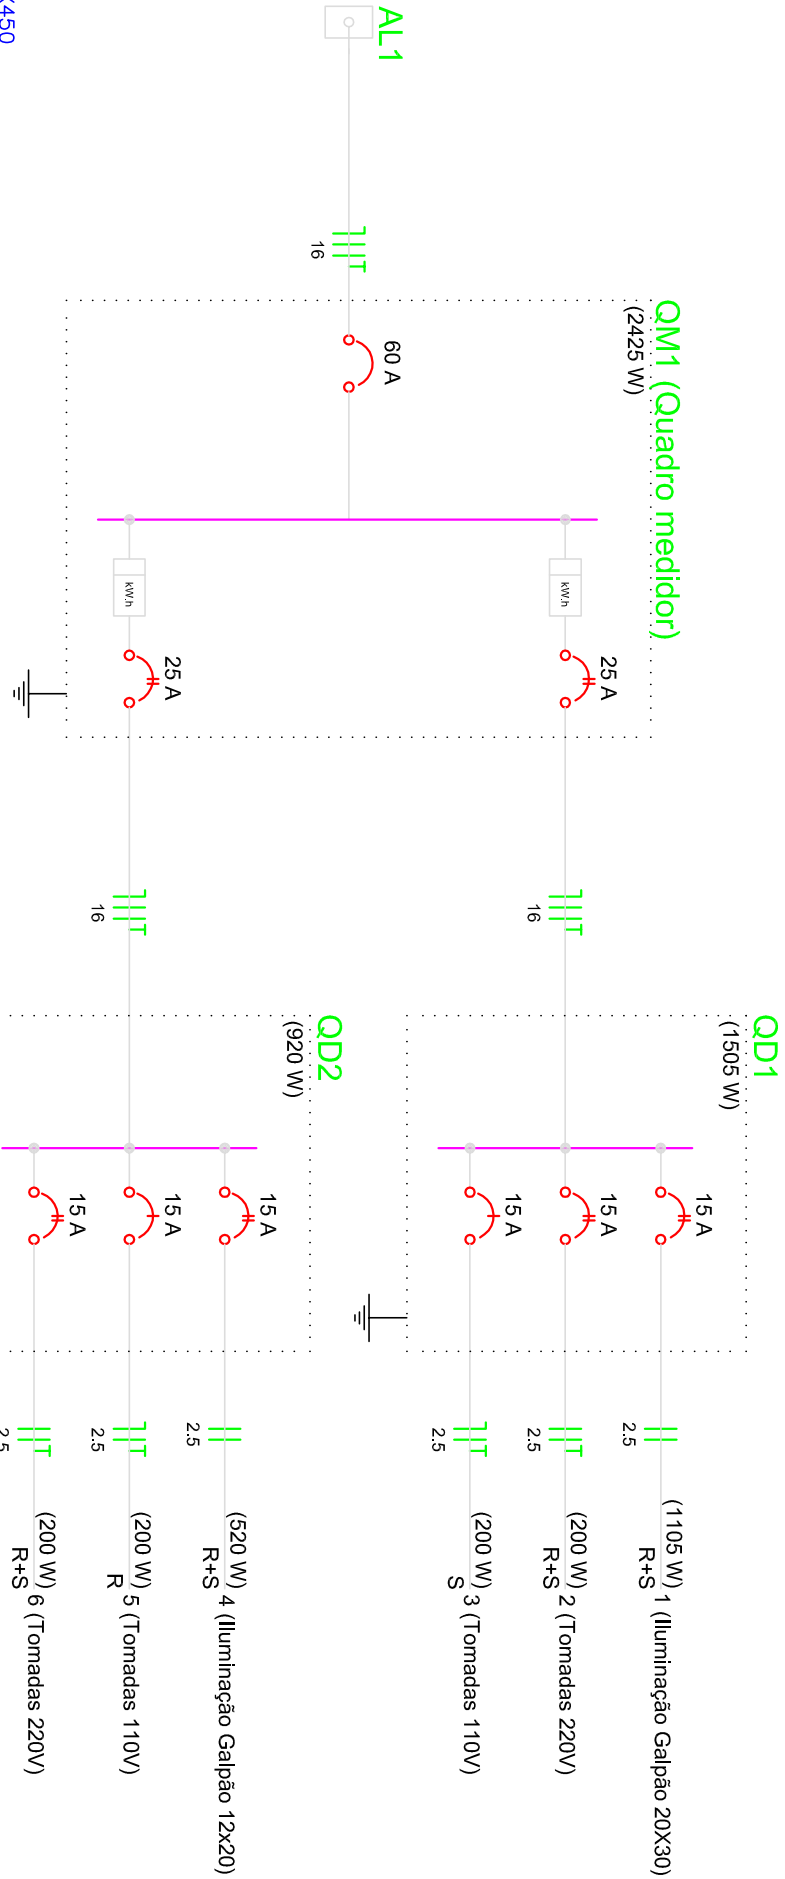 AL1
16
QM1 (Quadro medidor)
(2425 W)
60 A
kW.h
25 A
16
QD1
(1505 W)
15 A
2.5
(1105 W)
R+S
1 (Iluminação Galpão 20X30)
15 A
2.5
(200 W)
R+S
2 (Tomadas 220V)
15 A
2.5
(200 W)
S
3 (Tomadas 110V)
kW.h
25 A
16
QD2
(920 W)
15 A
2.5
(520 W)
R+S
4 (Iluminação Galpão 12x20)
15 A
2.5
(200 W)
R
5 (Tomadas 110V)
15 A
2.5
(200 W)
R+S
6 (Tomadas 220V)
X450